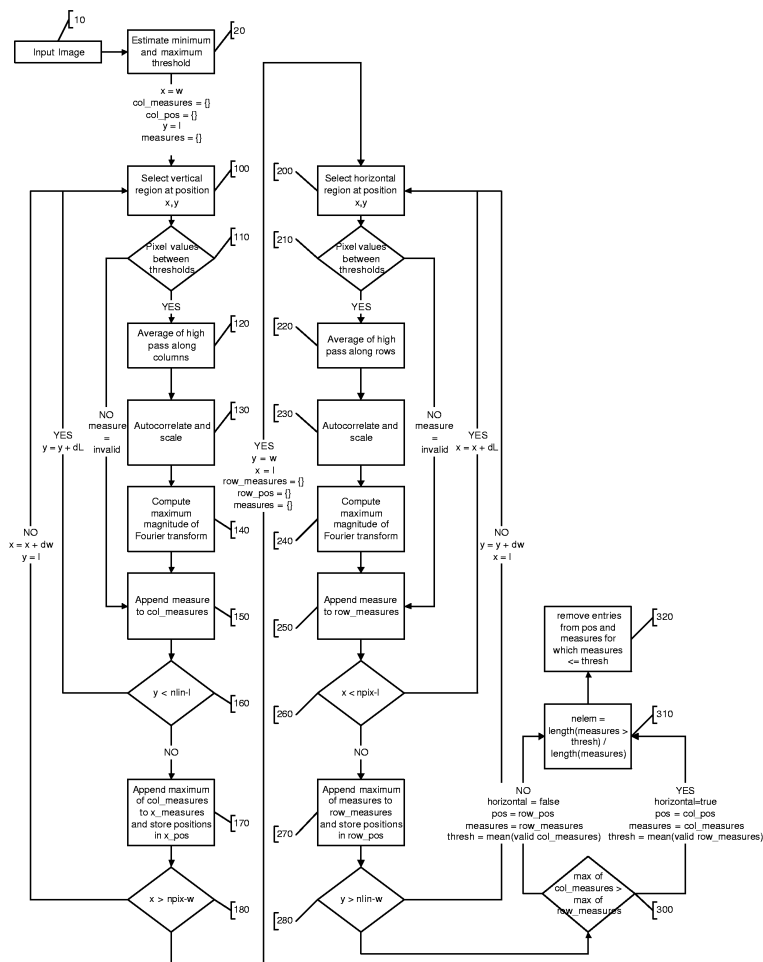 10
Input Image
Estimate minimum
and maximum
threshold
20
x = w
col_measures = {}
col_pos = {}
y = l
measures = {}
Select vertical
region at position
x,y
100
Pixel values
between
thresholds
110
YES
Average of high
pass along
columns
120
NO
measure
=
invalid
Autocorrelate and
scale
130
YES
y = y + dL
Compute
maximum
magnitude of
Fourier transform
140
NO
x = x + dw
y = l
Append measure
to col_measures
150
y < nlin-l
160
NO
Append maximum
of col_measures
to x_measures
and store positions
in x_pos
170
x > npix-w
180
YES
y = w
x = l
row_measures = {}
row_pos = {}
measures = {}
Select horizontal
region at position
x,y
200
Pixel values
between
thresholds
210
YES
Average of high
pass along rows
220
NO
measure
=
invalid
Autocorrelate and
scale
230
YES
x = x + dL
Compute
maximum
magnitude of
Fourier transform
240
NO
y = y + dw
x = l
Append measure
to row_measures
250
x < npix-l
260
NO
Append maximum
of measures to
row_measures
and store positions
in row_pos
270
y > nlin-w
280
remove entries
from pos and
measures for
which measures
<= thresh
320
nelem =
length(measures >
thresh) /
length(measures)
310
NO
horizontal = false
pos = row_pos
measures = row_measures
thresh = mean(valid col_measures)
YES
horizontal=true
pos = col_pos
measures = col_measures
thresh = mean(valid row_measures)
max of
col_measures >
max of
row_measures
300